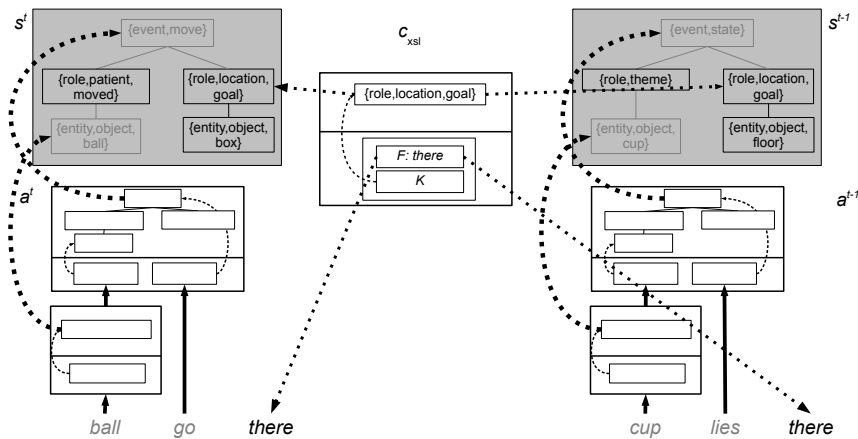 s^t
{event,move}
{role,patient,
moved}
{role,location,
goal}
{entity,object,
ball}
{entity,object,
box}
a^t
ball go there
c_xsl
{role,location,goal}
F: there
K
s^t-1
{event,state}
{role,theme}
{role,location,
goal}
{entity,object,
cup}
{entity,object,
floor}
a^t-1
cup lies there